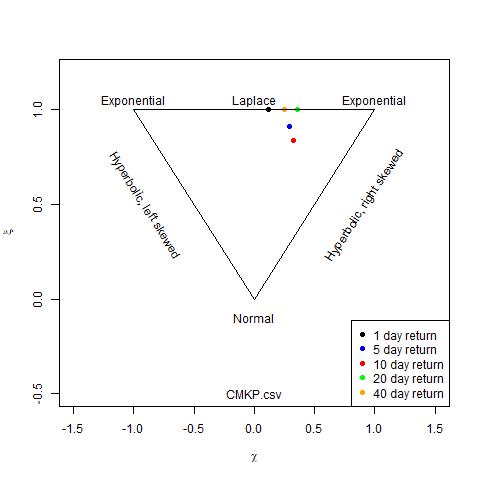 Exponential Laplace Exponential
Hyperbolic, left skewed
Hyperbolic, right skewed
Normal
CMKP.csv
1 day return
5 day return
10 day return
20 day return
40 day return
1.0
0.5
0.0
-0.5
ξ
-1.5 -1.0 -0.5 0.0 0.5 1.0 1.5
χ